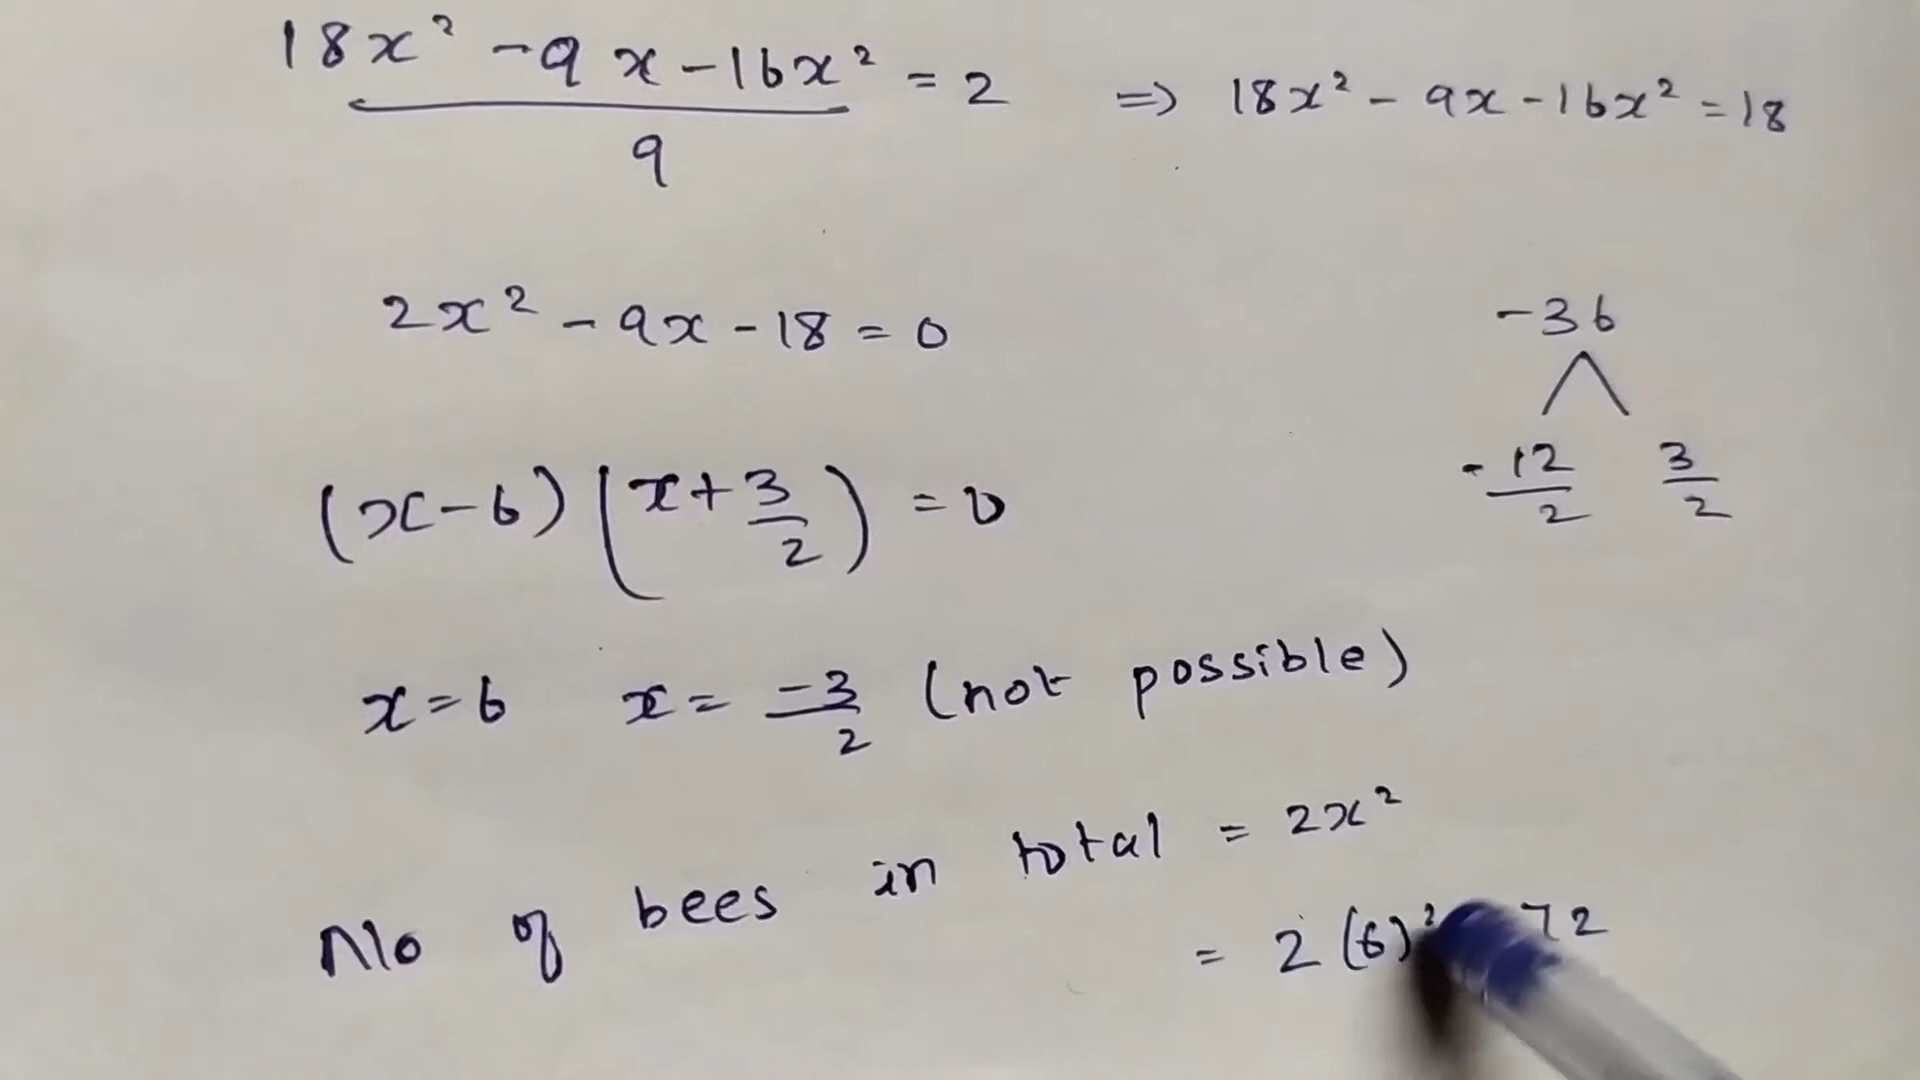 18x² - 9x - 16x² = 2 ⇒ 18x² - 9x - 16x² = 18
9
2x² - 9x - 18 = 0
-36
-12/2 3/2
(x-6)(x+3/2) = 0
x=6 x= -3/2 (not possible)
No of bees in total = 2x²
= 2(6)² 72